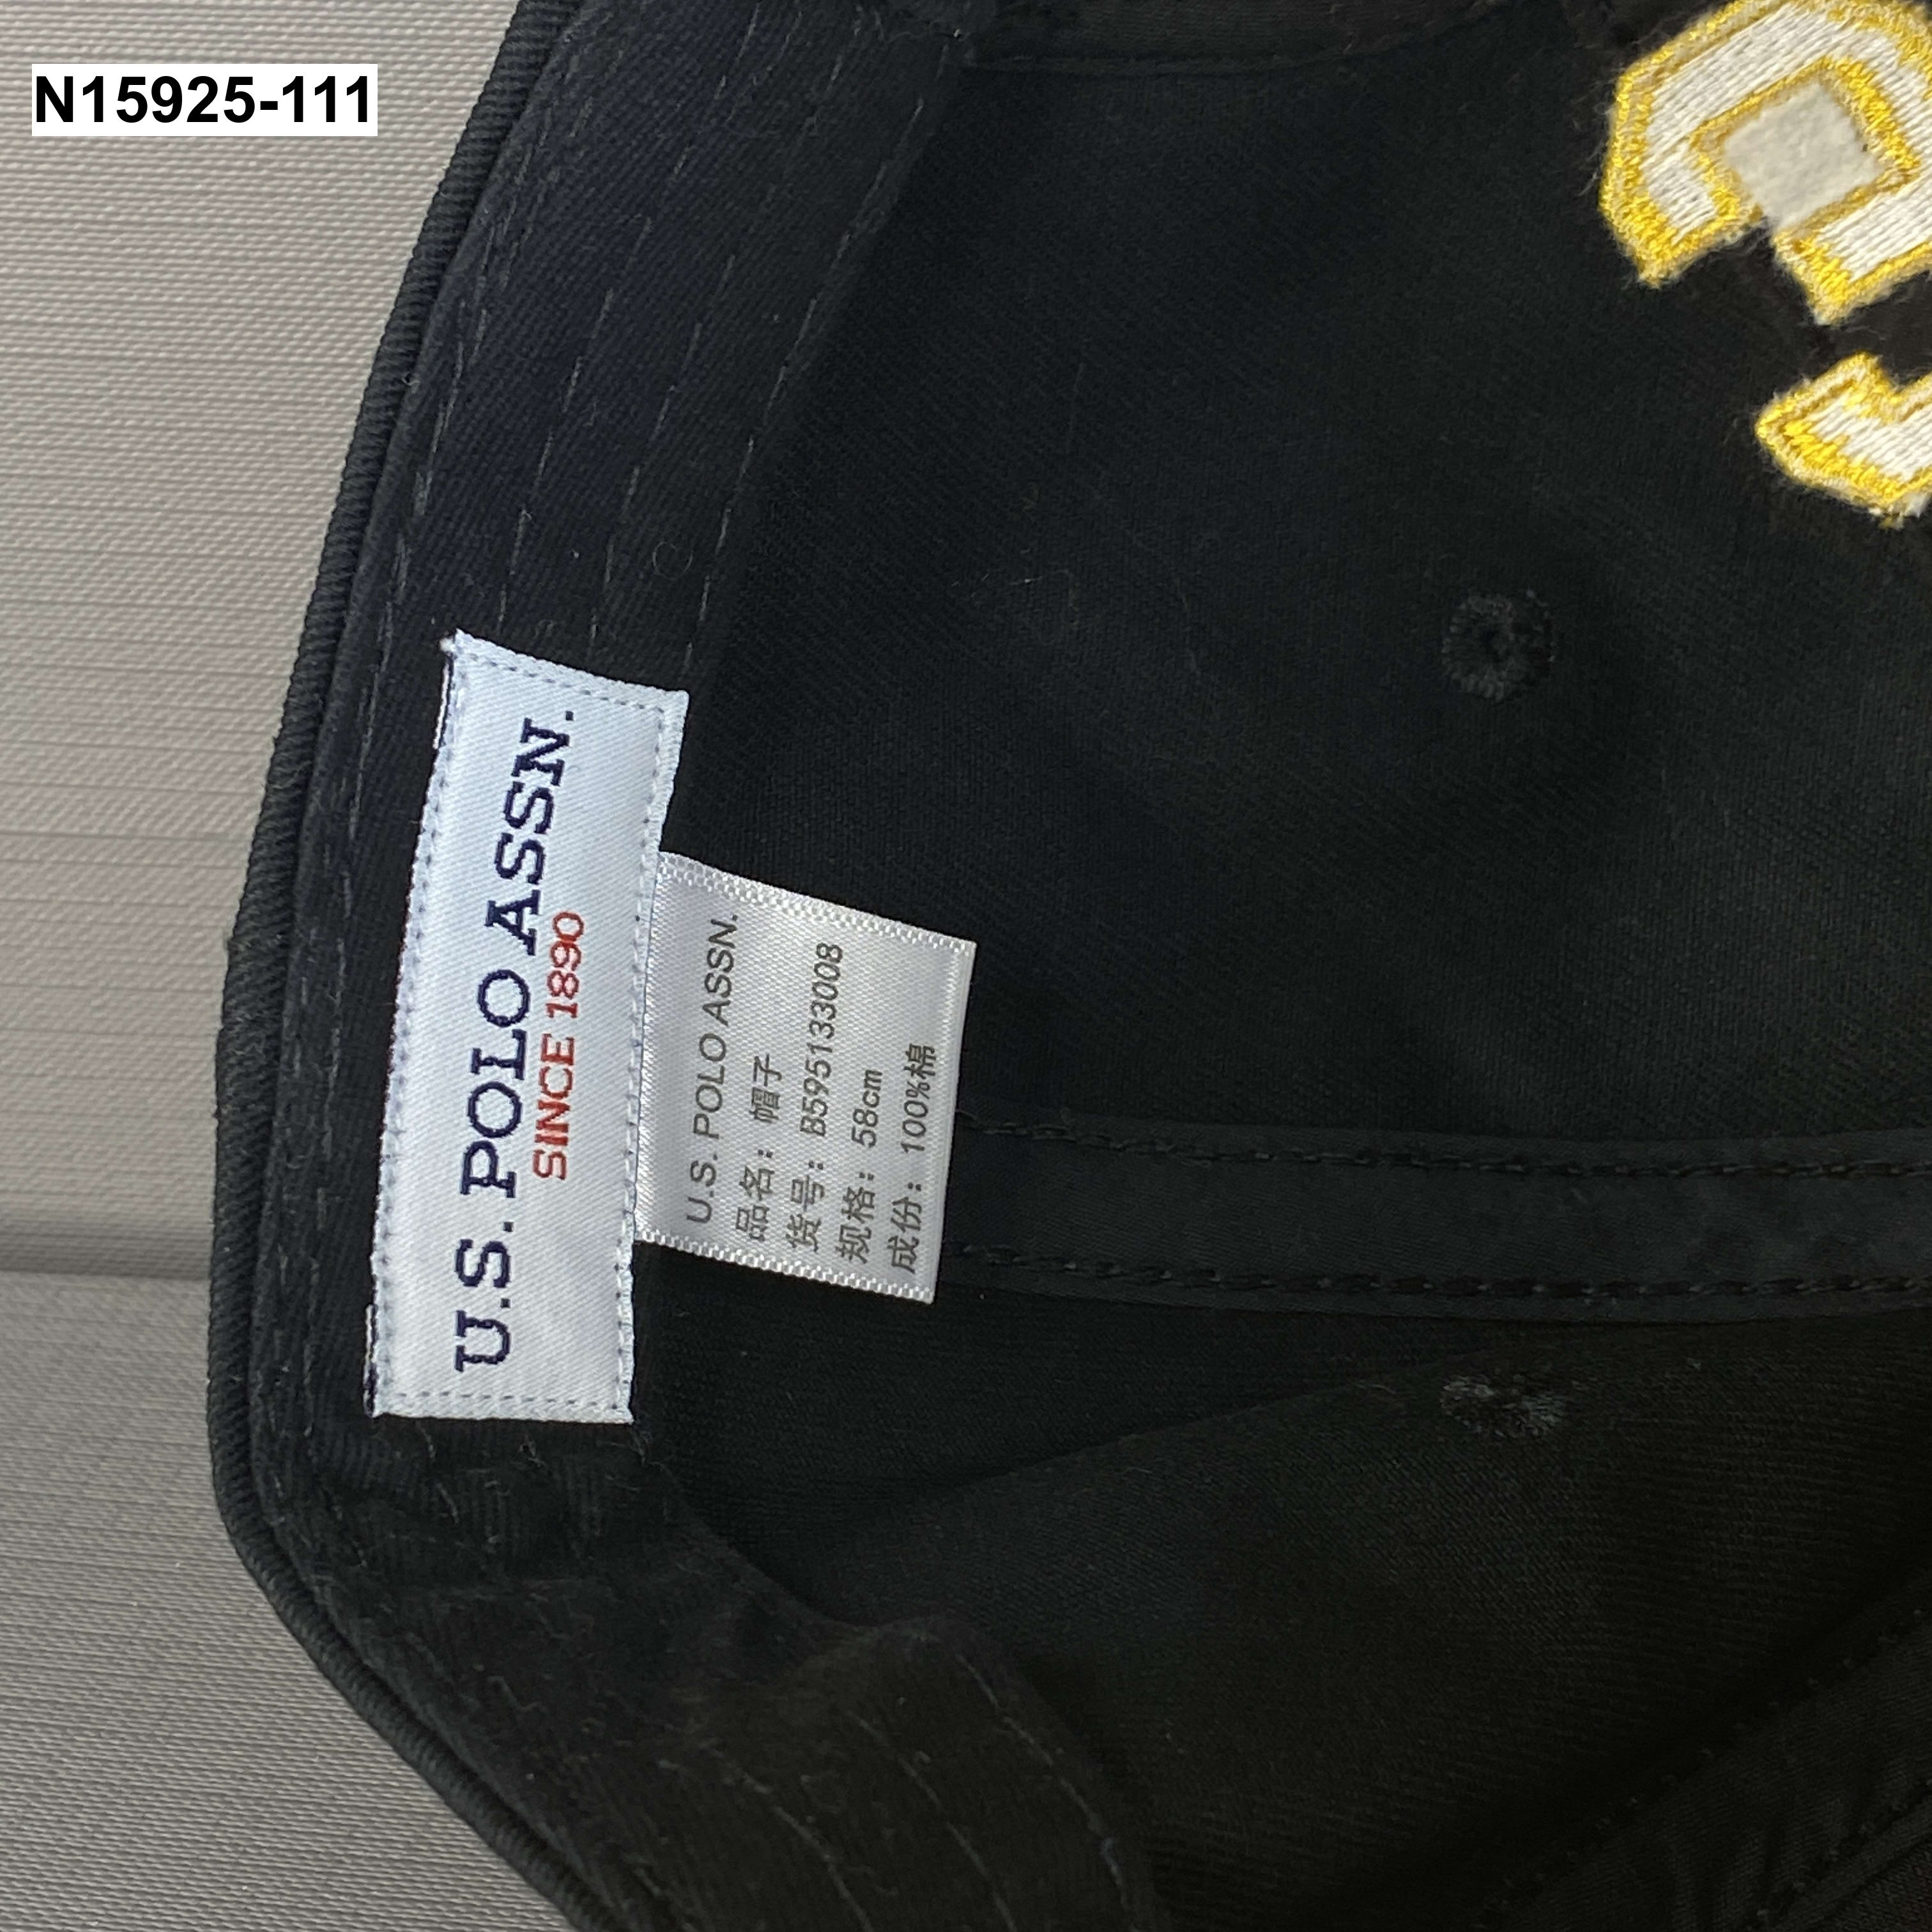 N15925-111
U.S. POLO ASSN.
SINCE 1890
U.S. POLO ASSN.
品名：帽子
货号：B595133008
规格：58cm
成份：100%棉